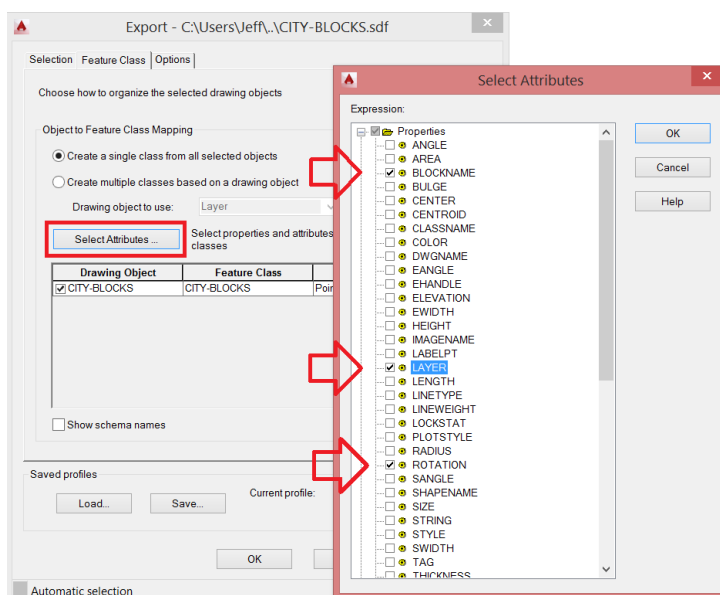 Export - C:\Users\Jeff\..\CITY-BLOCKS.sdf
Selection Feature Class Options
Choose how to organize the selected drawing objects
Object to Feature Class Mapping
Create a single class from all selected objects
Create multiple classes based on a drawing object
Drawing object to use: Layer
Select Attributes ...
Select properties and attributes
classes
Drawing Object Feature Class
CITY-BLOCKS CITY-BLOCKS
Show schema names
Saved profiles
Load... Save... Current profile:
OK
Automatic selection
Select Attributes
Expression:
Properties
ANGLE
AREA
BLOCKNAME
BULGE
CENTER
CENTROID
CLASSNAME
COLOR
DWGNAME
EANGLE
EHANDLE
ELEVATION
EWIDTH
HEIGHT
IMAGENAME
LABELPT
LAYER
LENGTH
LINETYPE
LINEWEIGHT
LOCKSTAT
PLOTSTYLE
RADIUS
ROTATION
SANGLE
SHAPENAME
SIZE
STRING
STYLE
SWIDTH
TAG
THICKNESS
OK
Cancel
Help